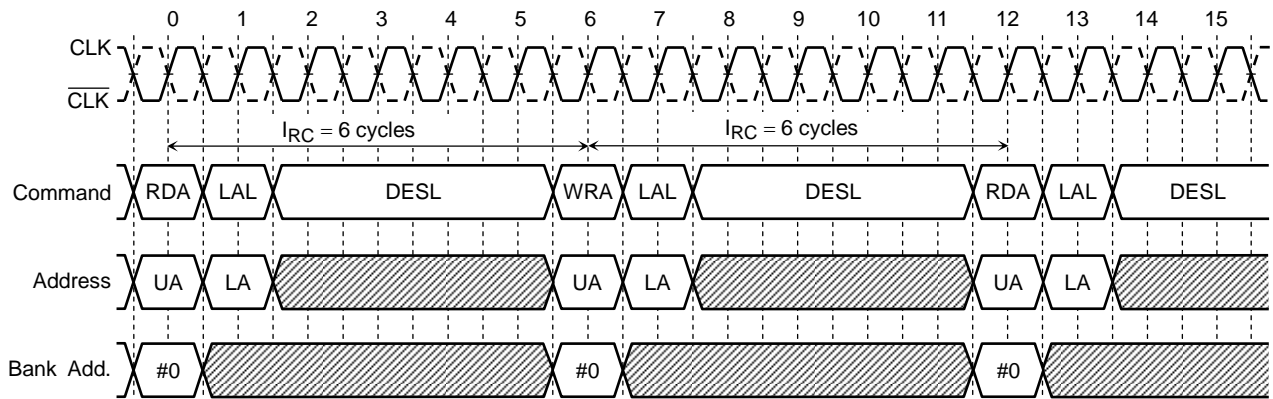 0 1 2 3 4 5 6 7 8 9 10 11 12 13 14 15
CLK
CLK
IRC = 6 cycles IRC = 6 cycles
Command RDA LAL DESL WRA LAL DESL RDA LAL DESL
Address UA LA UA LA UA LA
Bank Add. #0 #0 #0